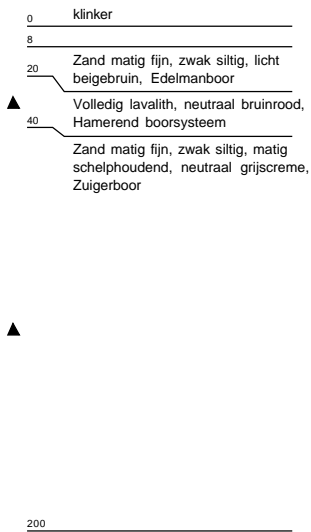 0 klinker
8
20 Zand matig fijn, zwak siltig, licht
beigebruin, Edelmanboor
Volledig lavalith, neutraal bruinrood,
40 Hamerend boorsysteem
Zand matig fijn, zwak siltig, matig
schelphoudend, neutraal grijscreme,
Zuigerboor
200